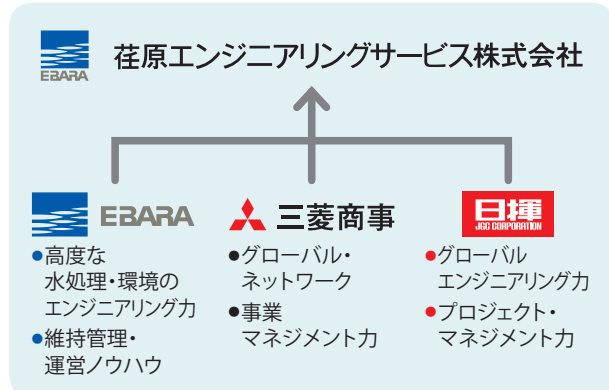 EBARA
荏原エンジニアリングサービス株式会社
EBARA
●高度な
水処理・環境の
エンジニアリング力
●維持管理・
運営ノウハウ
三菱商事
●グローバル・
ネットワーク
●事業
マネジメント力
日揮
JGC CORPORATION
●グローバル
エンジニアリング力
●プロジェクト・
マネジメント力